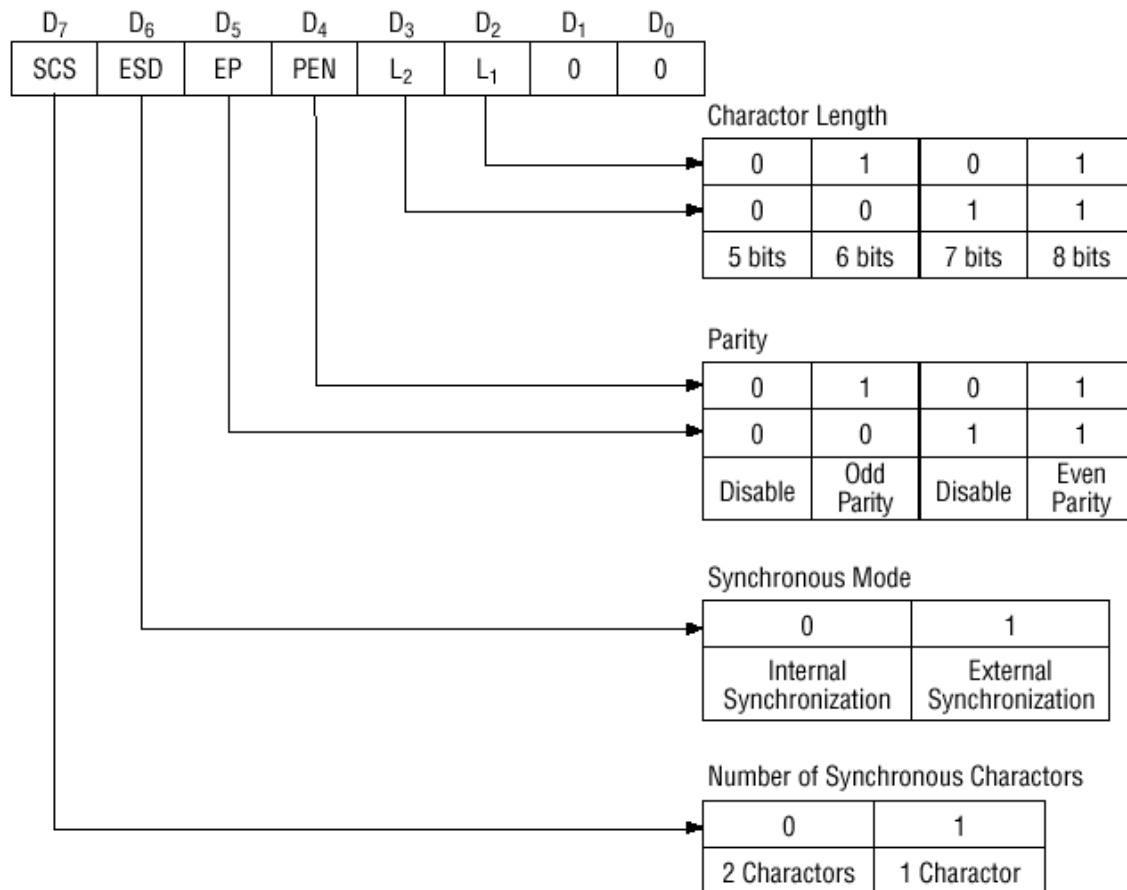 D7 D6 D5 D4 D3 D2 D1 D0
SCS ESD EP PEN L2 L1 0 0
Charactor Length
0 1 0 1
0 0 1 1
5 bits 6 bits 7 bits 8 bits
Parity
0 1 0 1
0 0 1 1
Disable Odd Parity Disable Even Parity
Synchronous Mode
0 1
Internal Synchronization External Synchronization
Number of Synchronous Charactors
0 1
2 Charactors 1 Charactor